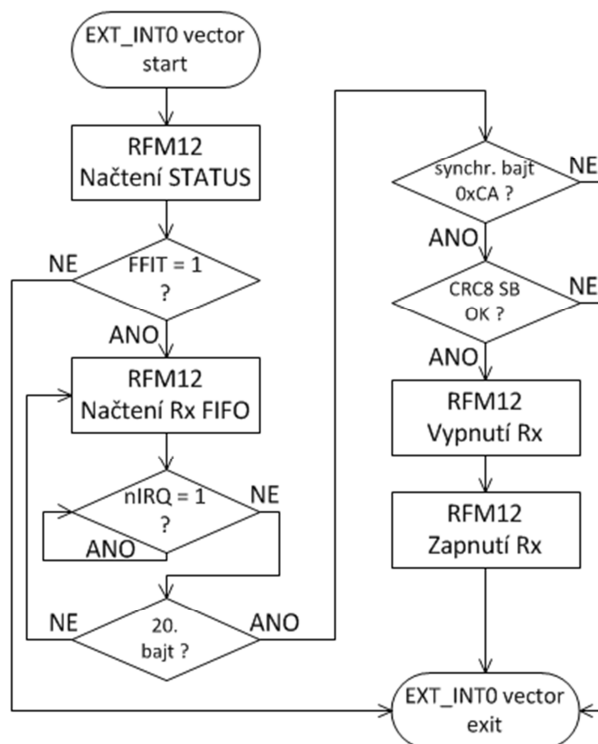 EXT_INT0 vector
start
RFM12
Načtení STATUS
NE
FFIT = 1
?
ANO
RFM12
Načtení Rx FIFO
nIRQ = 1
?
NE
ANO
NE
20.
bajt ?
ANO
synchr. bajt
0xCA ?
NE
ANO
CRC8 SB
OK ?
NE
ANO
RFM12
Vypnutí Rx
RFM12
Zapnutí Rx
EXT_INT0 vector
exit